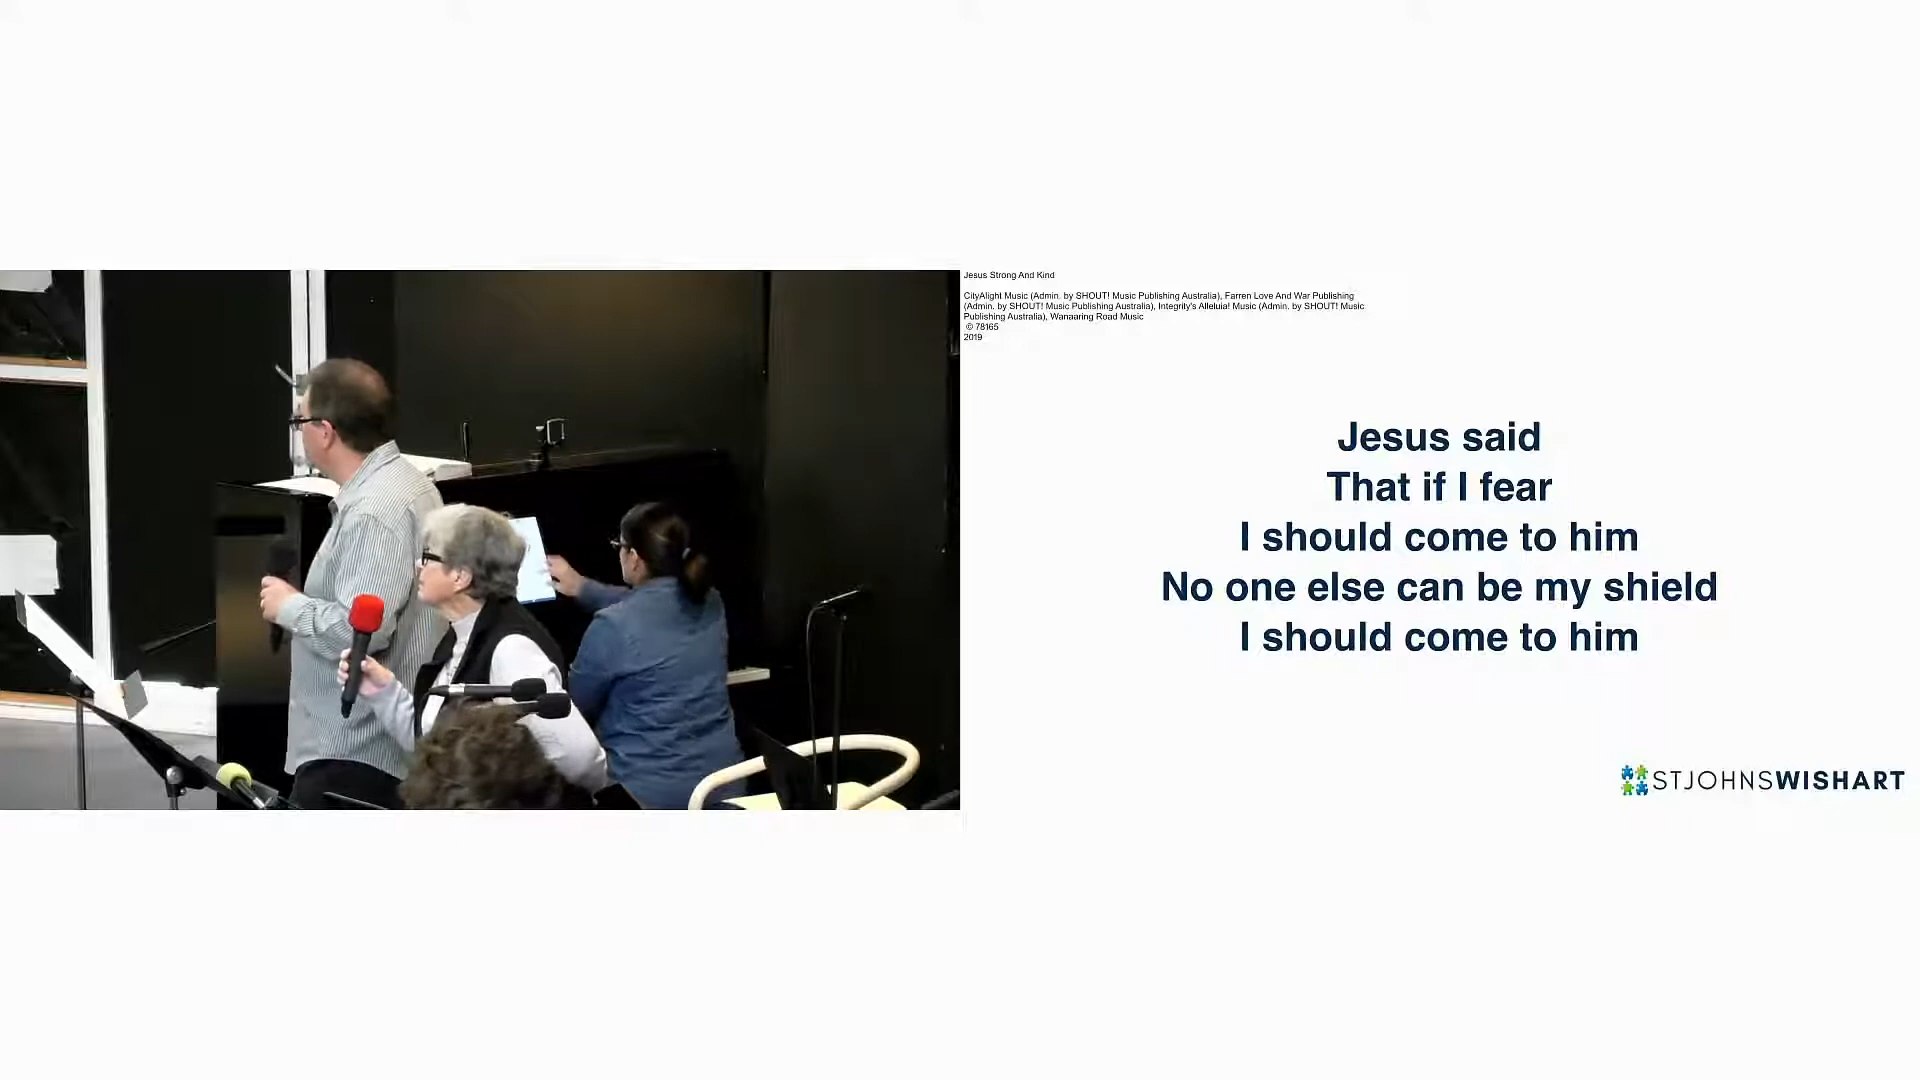 Jesus Strong And Kind
CityAlight Music (Admin. by SHOUT! Music Publishing Australia), Farren Love And War Publishing
(Admin. by SHOUT! Music Publishing Australia), Integrity's Alleluia! Music (Admin. by SHOUT! Music
Publishing Australia), Wanaaring Road Music
© 78165
2019
Jesus said
That if I fear
I should come to him
No one else can be my shield
I should come to him
STJOHNSWISHART